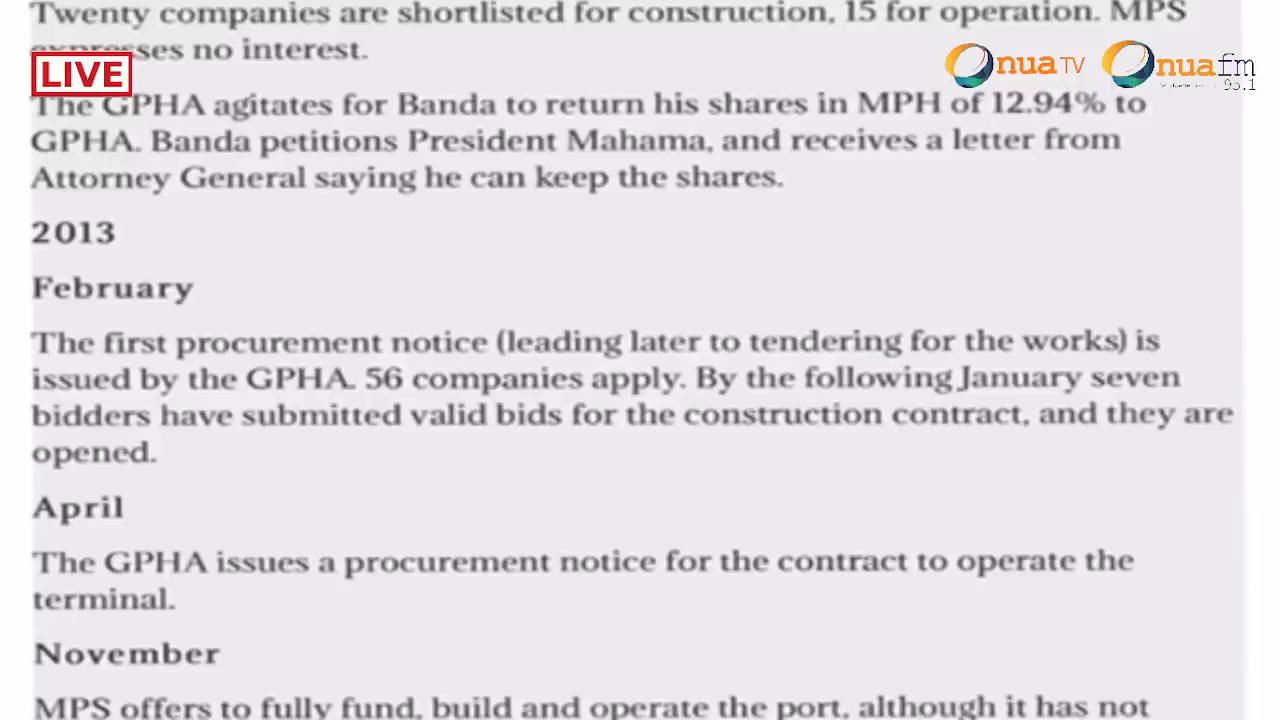 Twenty companies are shortlisted for construction, 15 for operation. MPS
expresses no interest.
LIVE
Onua TV
Onua fm
95.1
The GPHA agitates for Banda to return his shares in MPH of 12.94% to
GPHA. Banda petitions President Mahama, and receives a letter from
Attorney General saying he can keep the shares.
2013
February
The first procurement notice (leading later to tendering for the works) is
issued by the GPHA. 56 companies apply. By the following January seven
bidders have submitted valid bids for the construction contract, and they are
opened.
April
The GPHA issues a procurement notice for the contract to operate the
terminal.
November
MPS offers to fully fund, build and operate the port, although it has not